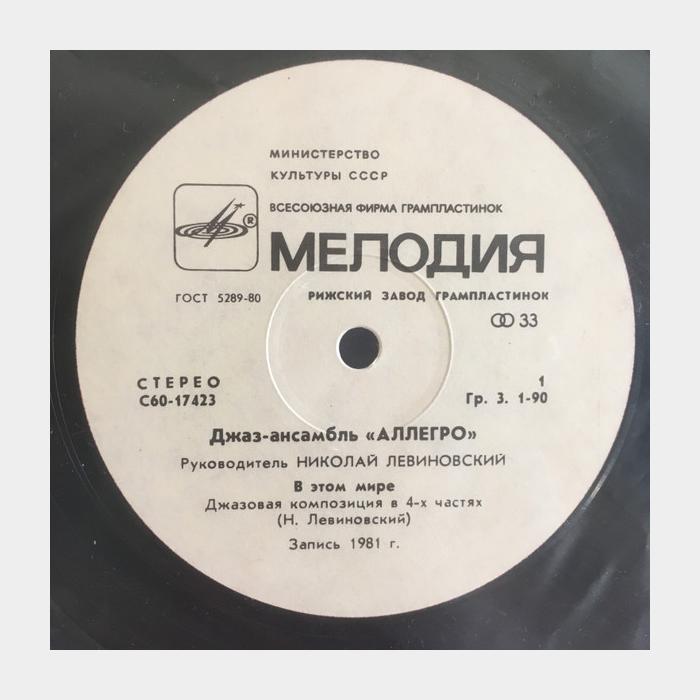 МИНИСТЕРСТВО
КУЛЬТУРЫ СССР
ВСЕСОЮЗНАЯ ФИРМА ГРАМПЛАСТИНОК
®
МЕЛОДИЯ
ГОСТ 5289-80 РИЖСКИЙ ЗАВОД ГРАМПЛАСТИНОК
33
СТЕРЕО 1
С60-17423 Гр. 3. 1-90
Джаз-ансамбль «АЛЛЕГРО»
Руководитель НИКОЛАЙ ЛЕВИНОВСКИЙ
В этом мире
Джазовая композиция в 4-х частях
(Н. Левиновский)
Запись 1981 г.